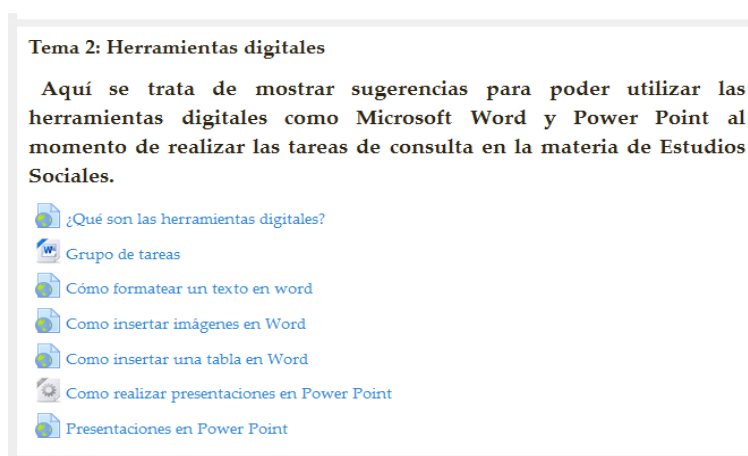 Tema 2: Herramientas digitales
Aquí se trata de mostrar sugerencias para poder utilizar las
herramientas digitales como Microsoft Word y Power Point al
momento de realizar las tareas de consulta en la materia de Estudios
Sociales.
¿Qué son las herramientas digitales?
Grupo de tareas
Cómo formatear un texto en word
Como insertar imágenes en Word
Como insertar una tabla en Word
Como realizar presentaciones en Power Point
Presentaciones en Power Point